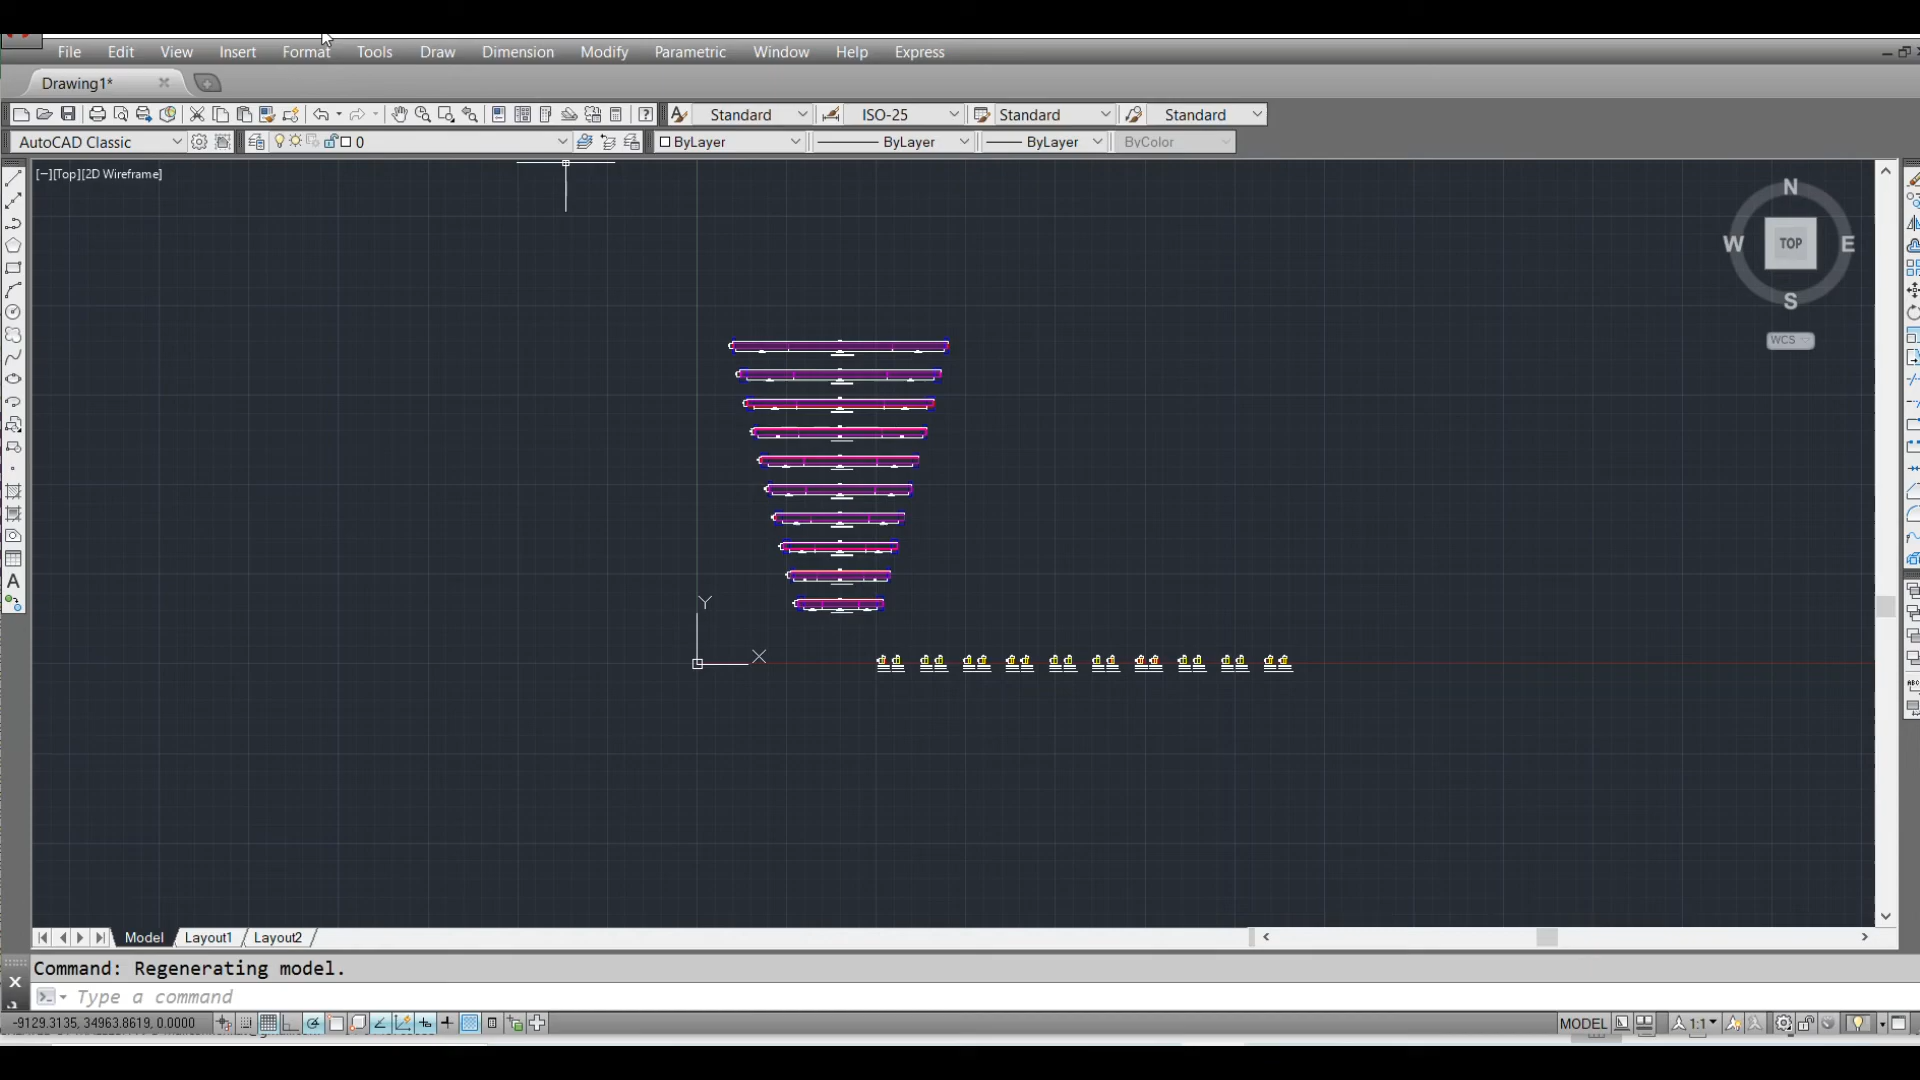 File Edit View Insert Format Tools Draw Dimension Modify Parametric Window Help Express
Drawing1*
Standard ISO-25 Standard Standard
AutoCAD Classic 0 ByLayer ByLayer ByLayer ByColor
[−][Top][2D Wireframe]
N
W TOP E
S
WCS
Y
X
A
ABC
Model Layout1 Layout2
Command: Regenerating model.
Type a command
-9129.3135, 34963.8619, 0.0000 MODEL 1:1